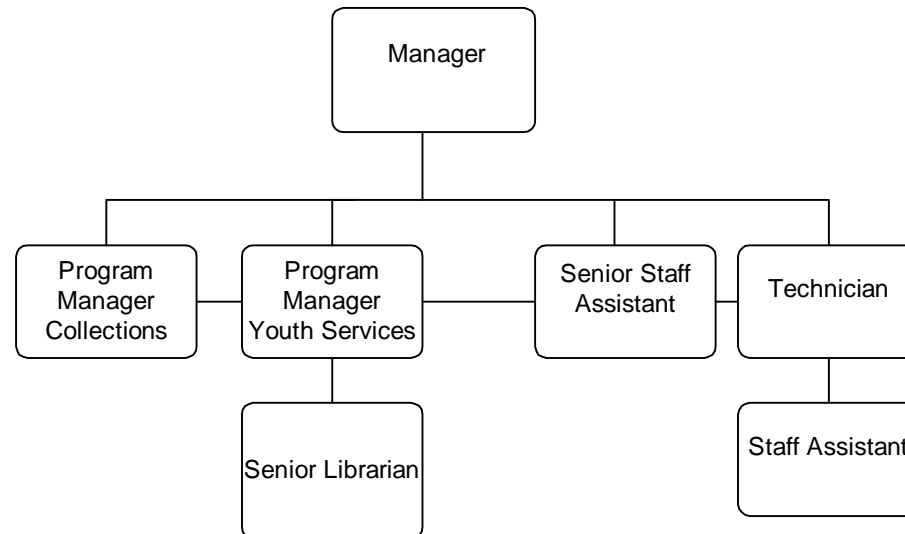 Manager
Program
Manager
Collections
Program
Manager
Youth Services
Senior Staff
Assistant
Technician
Senior Librarian
Staff Assistant